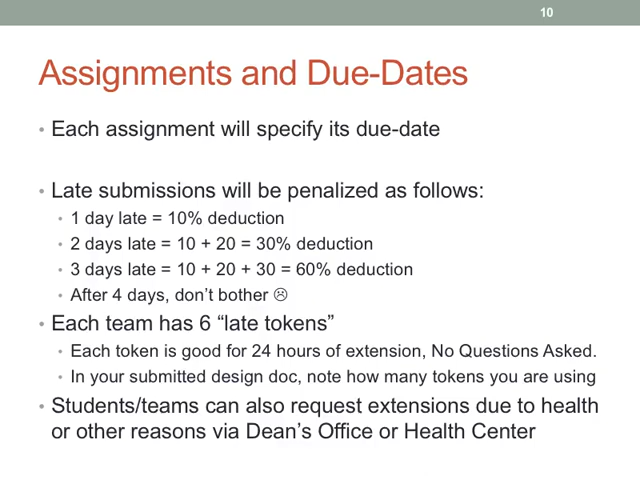 10
Assignments and Due-Dates
• Each assignment will specify its due-date
• Late submissions will be penalized as follows:
• 1 day late = 10% deduction
• 2 days late = 10 + 20 = 30% deduction
• 3 days late = 10 + 20 + 30 = 60% deduction
• After 4 days, don’t bother ☹
• Each team has 6 “late tokens”
• Each token is good for 24 hours of extension, No Questions Asked.
• In your submitted design doc, note how many tokens you are using
• Students/teams can also request extensions due to health
or other reasons via Dean’s Office or Health Center